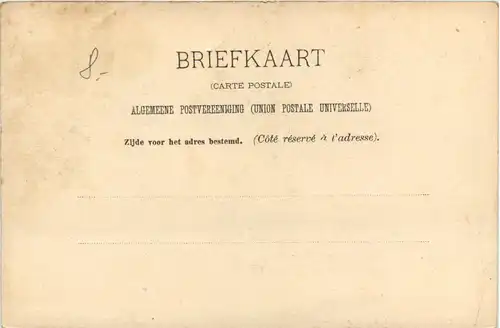 8.-
BRIEFKAART
(CARTE POSTALE)
ALGEMEENE POSTVEREENIGING (UNION POSTALE UNIVERSELLE)
Zijde voor het adres bestemd. (Côté réservé à l'adresse).